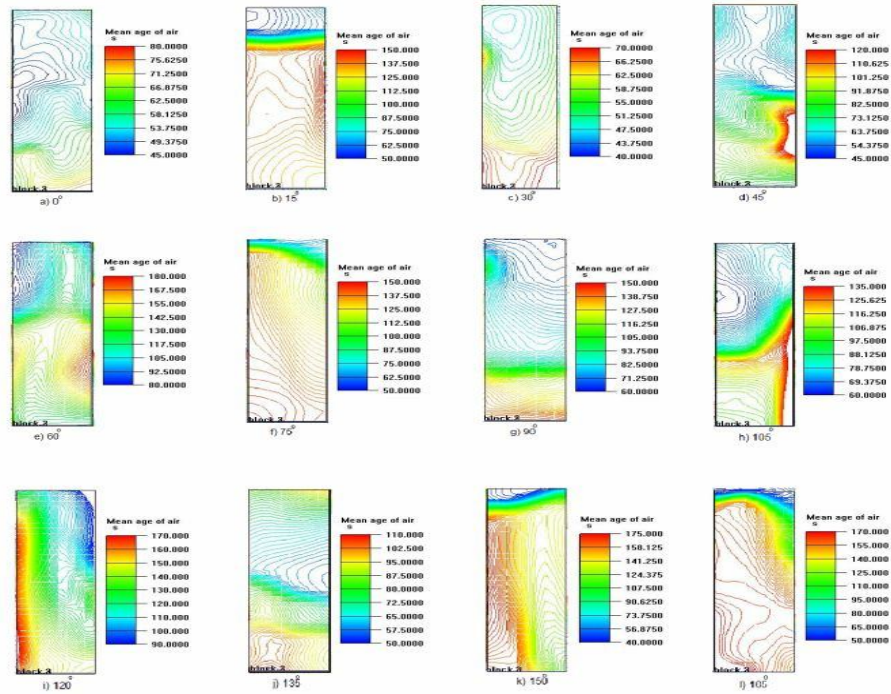 Mean age of air
s
80.0000
75.6250
71.2500
66.8750
62.5000
58.1250
53.7500
49.3750
45.0000
block 3
a) 0°
Mean age of air
s
150.000
137.500
125.000
112.500
100.000
87.5000
75.0000
62.5000
50.0000
block 3
b) 15°
Mean age of air
s
70.0000
66.2500
62.5000
58.7500
55.0000
51.2500
47.5000
43.7500
40.0000
block 3
c) 30°
Mean age of air
s
120.000
110.625
101.250
91.8750
82.5000
73.1250
63.7500
54.3750
45.0000
block 3
d) 45°
Mean age of air
s
180.000
167.500
155.000
142.500
130.000
117.500
105.000
92.5000
80.0000
block 3
e) 60°
Mean age of air
s
150.000
137.500
125.000
112.500
100.000
87.5000
75.0000
62.5000
50.0000
block 3
f) 75°
Mean age of air
s
150.000
138.750
127.500
116.250
105.000
93.7500
82.5000
71.2500
60.0000
block 3
g) 90°
Mean age of air
s
135.000
125.625
116.250
106.875
97.5000
88.1250
78.7500
69.3750
60.0000
block 3
h) 105°
Mean age of air
s
170.000
160.000
150.000
140.000
130.000
120.000
110.000
100.000
90.0000
block 3
i) 120°
Mean age of air
s
110.000
102.500
95.0000
87.5000
80.0000
72.5000
65.0000
57.5000
50.0000
block 3
j) 135°
Mean age of air
s
175.000
158.125
141.250
124.375
107.500
90.6250
73.7500
56.8750
40.0000
block 3
k) 150°
Mean age of air
s
170.000
155.000
140.000
125.000
110.000
95.0000
80.0000
65.0000
50.0000
block 3
l) 105°